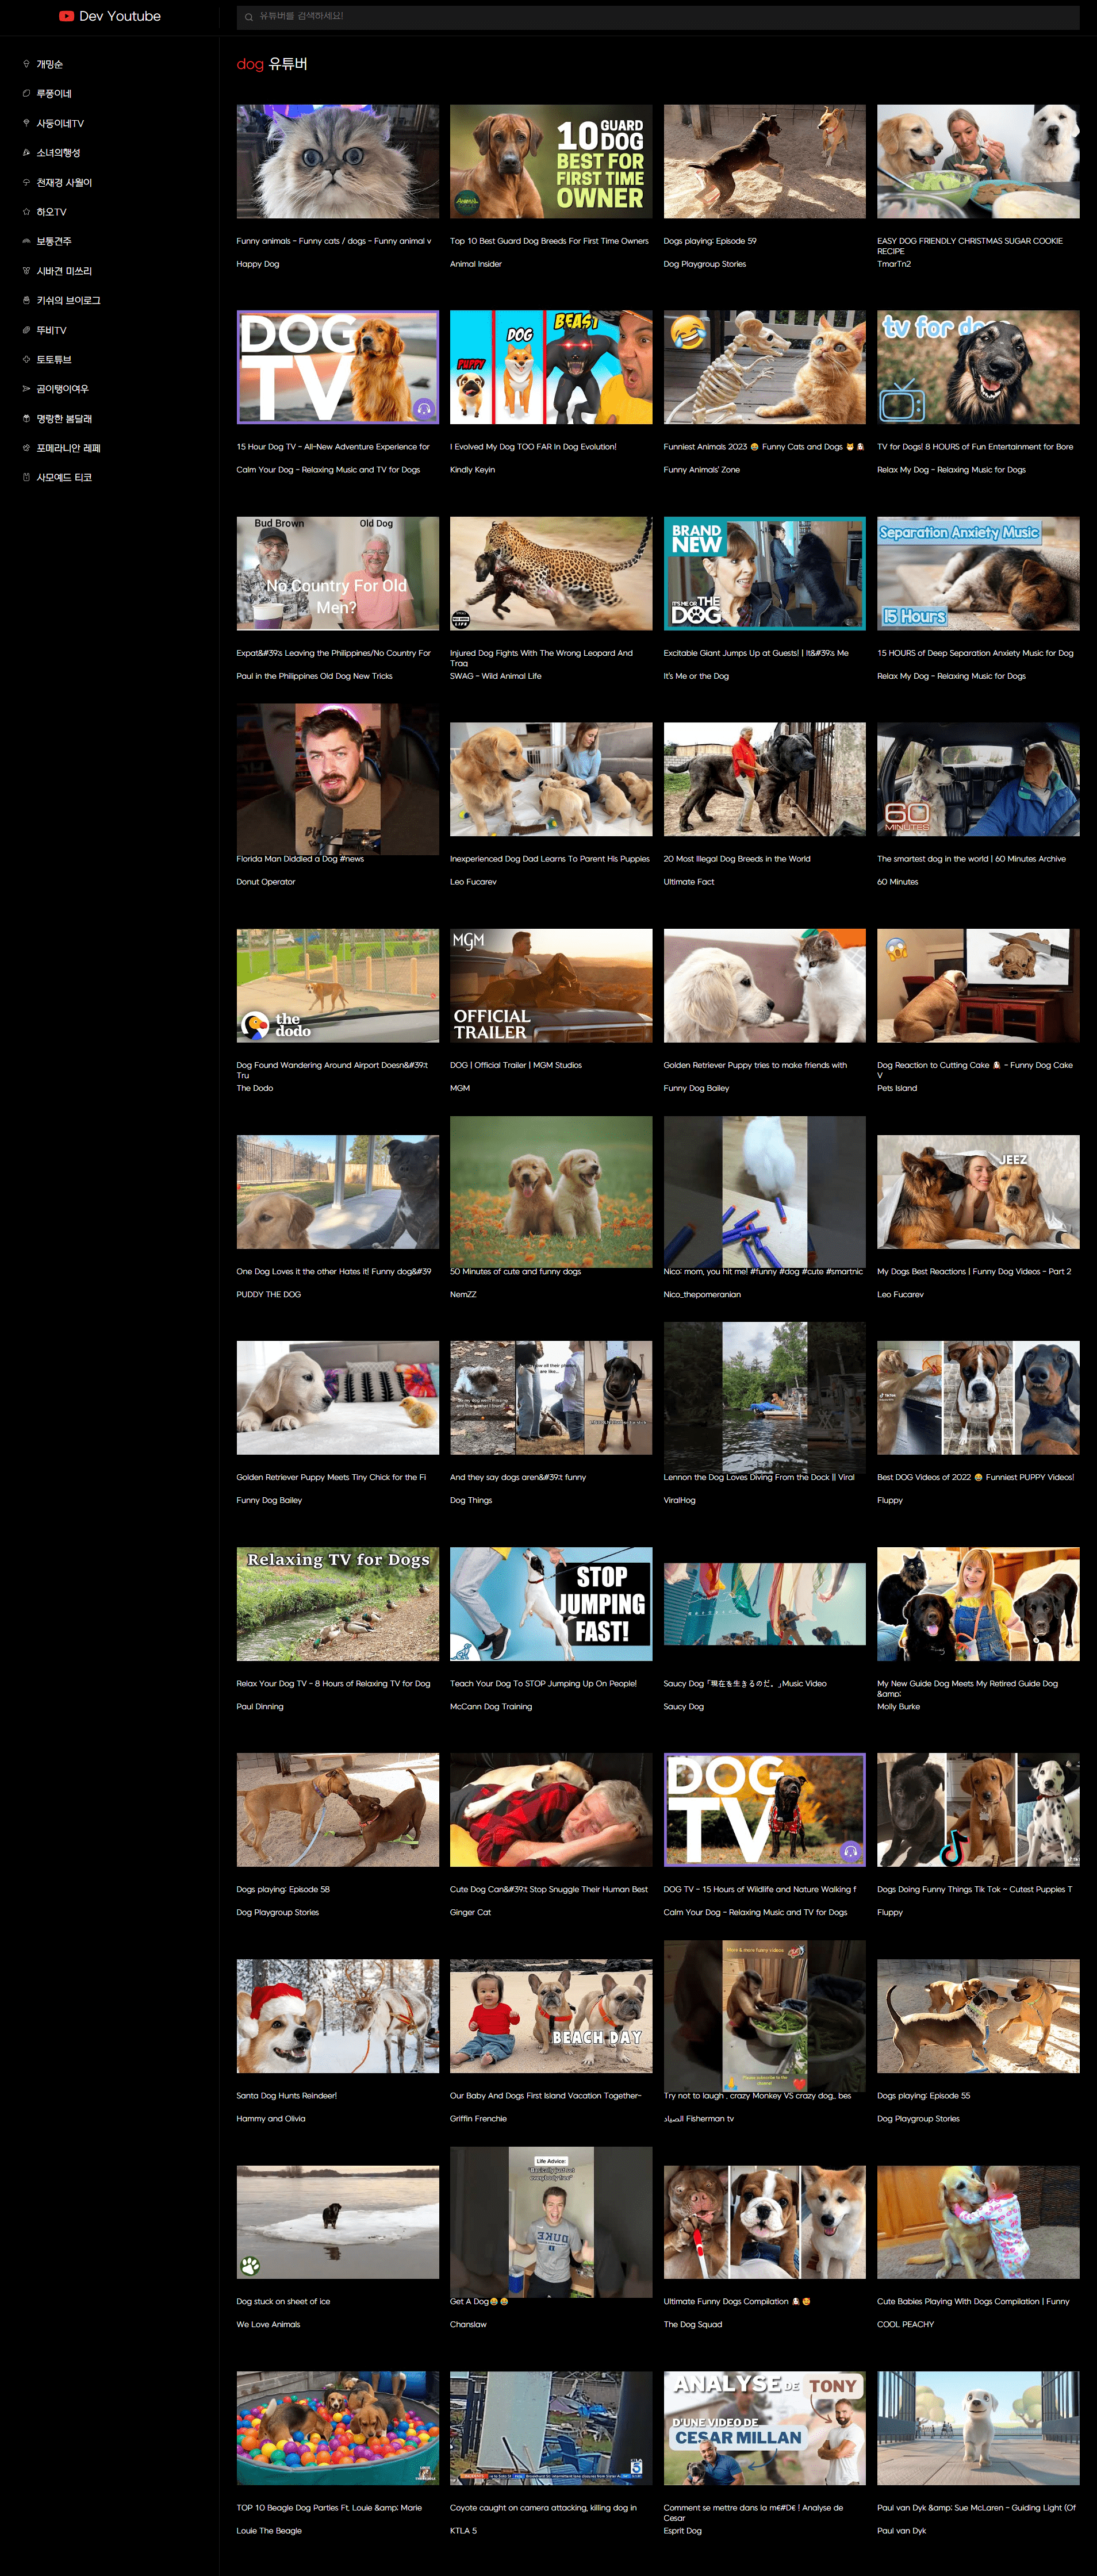 Dev Youtube
유튜버를 검색하세요!
개밍순
루퐁이네
사둥이네TV
소녀의행성
천재경 사월이
하오TV
보통견주
시바견 미쓰리
키쉬의 브이로그
뚜비TV
토토튜브
곰이탱이여우
명랑한 봄달래
포메라니안 레페
사모예드 티코
dog 유튜버
10 GUARD DOG
BEST FOR
FIRST TIME
OWNER
Funny animals - Funny cats / dogs - Funny animal v
Happy Dog
Top 10 Best Guard Dog Breeds For First Time Owners
Animal Insider
Dogs playing: Episode 59
Dog Playgroup Stories
EASY DOG FRIENDLY CHRISTMAS SUGAR COOKIE
RECIPE
TmarTn2
DOG
TV
PUPPY
DOG
BEAST
tv for do
15 Hour Dog TV - All-New Adventure Experience for
Calm Your Dog - Relaxing Music and TV for Dogs
I Evolved My Dog TOO FAR In Dog Evolution!
Kindly Keyin
Funniest Animals 2023 😂 Funny Cats and Dogs 😻🐶
Funny Animals' Zone
TV for Dogs! 8 HOURS of Fun Entertainment for Bore
Relax My Dog - Relaxing Music for Dogs
Bud Brown
Old Dog
No Country For Old
Men?
BRAND
NEW
IT'S ME OR THE
DOG
Separation Anxiety Music
15 Hours
Expat&#39;s Leaving the Philippines/No Country For
Paul in the Philippines Old Dog New Tricks
Injured Dog Fights With The Wrong Leopard And
Trag
SWAG - Wild Animal Life
Excitable Giant Jumps Up at Guests! | It&#39;s Me
It's Me or the Dog
15 HOURS of Deep Separation Anxiety Music for Dog
Relax My Dog - Relaxing Music for Dogs
60
MINUTES
Florida Man Diddled a Dog #news
Donut Operator
Inexperienced Dog Dad Learns To Parent His Puppies
Leo Fucarev
20 Most Illegal Dog Breeds in the World
Ultimate Fact
The smartest dog in the world | 60 Minutes Archive
60 Minutes
the
dodo
MGM
OFFICIAL
TRAILER
Dog Found Wandering Around Airport Doesn&#39;t
Tru
The Dodo
DOG | Official Trailer | MGM Studios
MGM
Golden Retriever Puppy tries to make friends with
Funny Dog Bailey
Dog Reaction to Cutting Cake 🐶 - Funny Dog Cake
V
Pets Island
JEEZ
One Dog Loves it the other Hates it! Funny dog&#39
PUDDY THE DOG
50 Minutes of cute and funny dogs
NemZZ
Nico: mom, you hit me! #funny #dog #cute #smartnic
Nico_thepomeranian
My Dogs Best Reactions | Funny Dog Videos - Part 2
Leo Fucarev
Golden Retriever Puppy Meets Tiny Chick for the Fi
Funny Dog Bailey
And they say dogs aren&#39;t funny
Dog Things
Lennon the Dog Loves Diving From the Dock || Viral
ViralHog
Best DOG Videos of 2022 😂 Funniest PUPPY Videos!
Fluppy
Relaxing TV for Dogs
STOP
JUMPING
FAST!
Relax Your Dog TV - 8 Hours of Relaxing TV for Dog
Paul Dinning
Teach Your Dog To STOP Jumping Up On People!
McCann Dog Training
Saucy Dog「現在を生きるのだ。」Music Video
Saucy Dog
My New Guide Dog Meets My Retired Guide Dog
&amp;
Molly Burke
DOG
TV
Dogs playing: Episode 58
Dog Playgroup Stories
Cute Dog Can&#39;t Stop Snuggle Their Human Best
Ginger Cat
DOG TV - 15 Hours of Wildlife and Nature Walking f
Calm Your Dog - Relaxing Music and TV for Dogs
Dogs Doing Funny Things Tik Tok ~ Cutest Puppies T
Fluppy
BEACH DAY
More & more funny videos
Please subscribe to the
channel
Santa Dog Hunts Reindeer!
Hammy and Olivia
Our Baby And Dogs First Island Vacation Together-
Griffin Frenchie
Try not to laugh , crazy Monkey VS crazy dog,, bes
الصياد Fisherman tv
Dogs playing: Episode 55
Dog Playgroup Stories
Life Advice:
"Basically just get
everybody fries"
DUKE
Dog stuck on sheet of ice
We Love Animals
Get A Dog😂😂
Chanslaw
Ultimate Funny Dogs Compilation 🐶😍
The Dog Squad
Cute Babies Playing With Dogs Compilation | Funny
COOL PEACHY
KTLA
5
ANALYSE DE TONY
D'UNE VIDEO DE
CESAR MILLAN
TOP 10 Beagle Dog Parties Ft. Louie &amp; Marie
Louie The Beagle
Coyote caught on camera attacking, killing dog in
KTLA 5
Comment se mettre dans la m€#D€ ! Analyse de
Cesar
Esprit Dog
Paul van Dyk &amp; Sue McLaren - Guiding Light (Of
Paul van Dyk